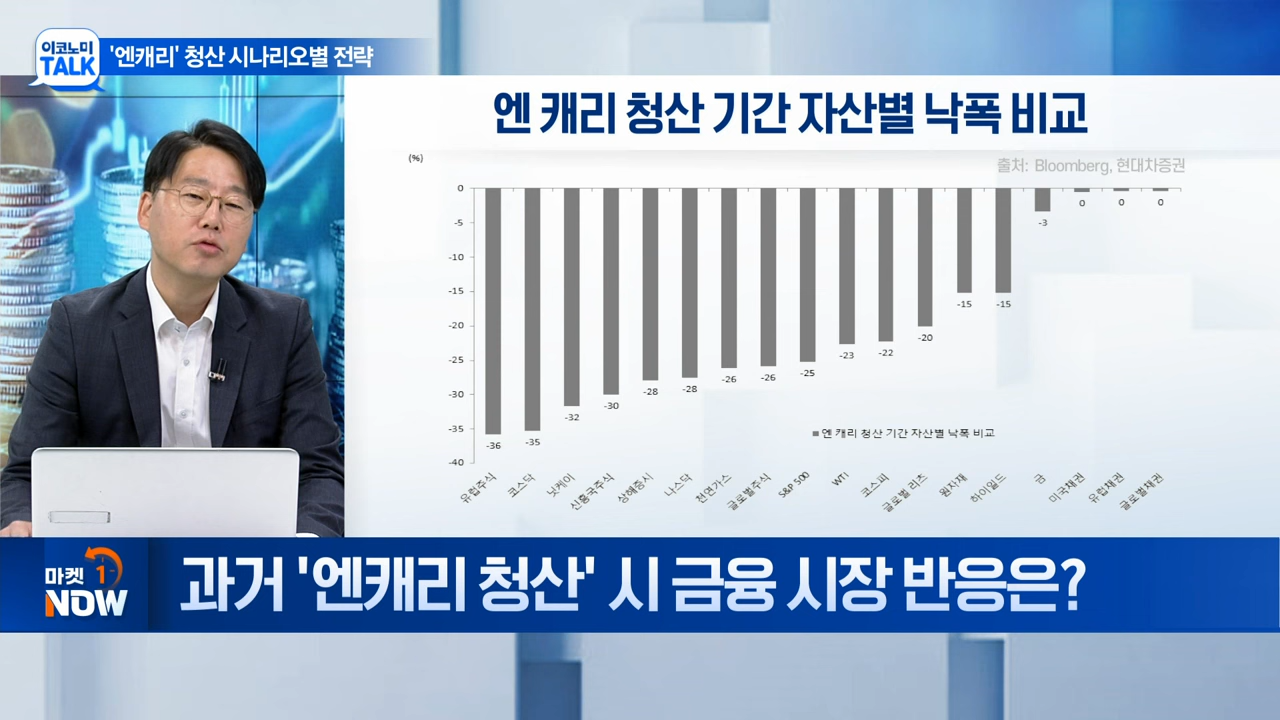 이코노미
TALK
'엔캐리' 청산 시나리오별 전략
엔 캐리 청산 기간 자산별 낙폭 비교
출처: Bloomberg, 현대차증권
(%)
0
-5
-10
-15
-20
-25
-30
-35
-40
-36
-35
-32
-30
-28
-28
-26
-26
-25
-23
-22
-20
-15
-15
-3
0
0
0
엔 캐리 청산 기간 자산별 낙폭 비교
유럽주식
코스닥
닛케이
신흥국주식
상해증시
나스닥
천연가스
글로벌주식
S&P 500
WTI
코스피
글로벌 리츠
원자재
하이일드
금
미국채권
유럽채권
글로벌채권
마켓 1
NOW
과거 '엔캐리 청산' 시 금융 시장 반응은?